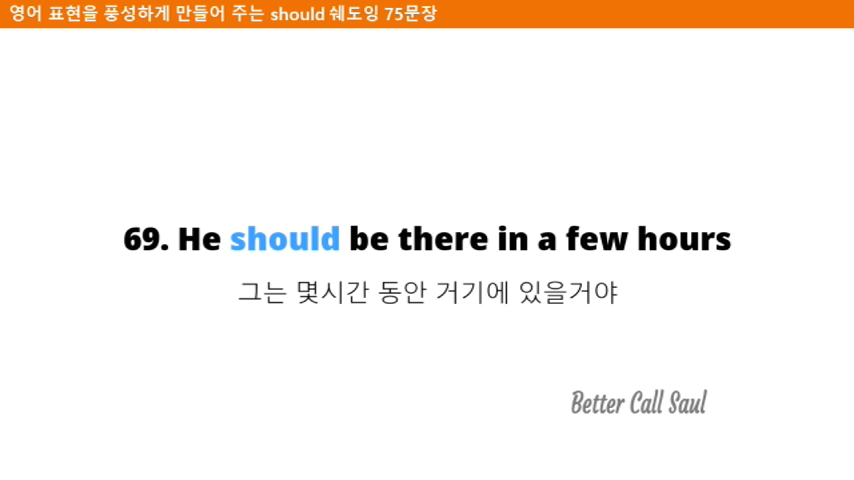 영어 표현을 풍성하게 만들어 주는 should 쉐도잉 75문장
69. He should be there in a few hours
그는 몇시간 동안 거기에 있을거야
Better Call Saul